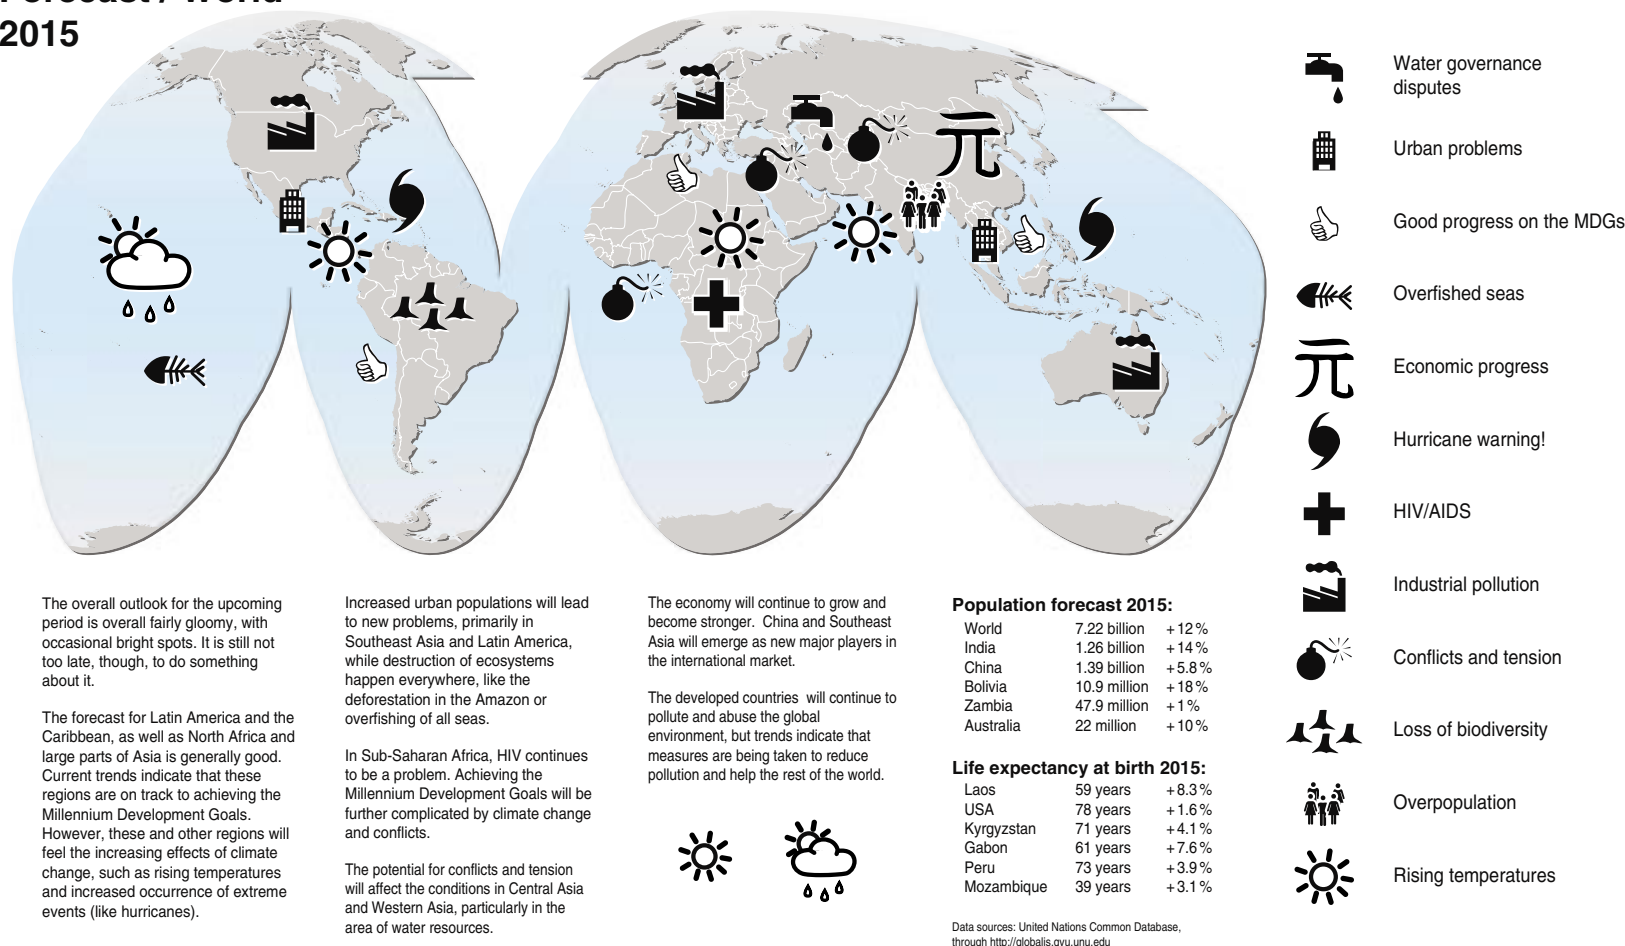 Forecast / World
2015
Water governance
disputes
Urban problems
Good progress on the MDGs
Overfished seas
元
元
Economic progress
Hurricane warning!
HIV/AIDS
Industrial pollution
Conflicts and tension
Loss of biodiversity
Overpopulation
Rising temperatures
The overall outlook for the upcoming
period is overall fairly gloomy, with
occasional bright spots. It is still not
too late, though, to do something
about it.
The forecast for Latin America and the
Caribbean, as well as North Africa and
large parts of Asia is generally good.
Current trends indicate that these
regions are on track to achieving the
Millennium Development Goals.
However, these and other regions will
feel the increasing effects of climate
change, such as rising temperatures
and increased occurrence of extreme
events (like hurricanes).
Increased urban populations will lead
to new problems, primarily in
Southeast Asia and Latin America,
while destruction of ecosystems
happen everywhere, like the
deforestation in the Amazon or
overfishing of all seas.
In Sub-Saharan Africa, HIV continues
to be a problem. Achieving the
Millennium Development Goals will be
further complicated by climate change
and conflicts.
The potential for conflicts and tension
will affect the conditions in Central Asia
and Western Asia, particularly in the
area of water resources.
The economy will continue to grow and
become stronger. China and Southeast
Asia will emerge as new major players in
the international market.
The developed countries will continue to
pollute and abuse the global
environment, but trends indicate that
measures are being taken to reduce
pollution and help the rest of the world.
Population forecast 2015:
World 7.22 billion +12%
India 1.26 billion +14%
China 1.39 billion +5.8%
Bolivia 10.9 million +18%
Zambia 47.9 million +1%
Australia 22 million +10%
Life expectancy at birth 2015:
Laos 59 years +8.3%
USA 78 years +1.6%
Kyrgyzstan 71 years +4.1%
Gabon 61 years +7.6%
Peru 73 years +3.9%
Mozambique 39 years +3.1%
Data sources: United Nations Common Database,
through http://globalis.gvu.unu.edu